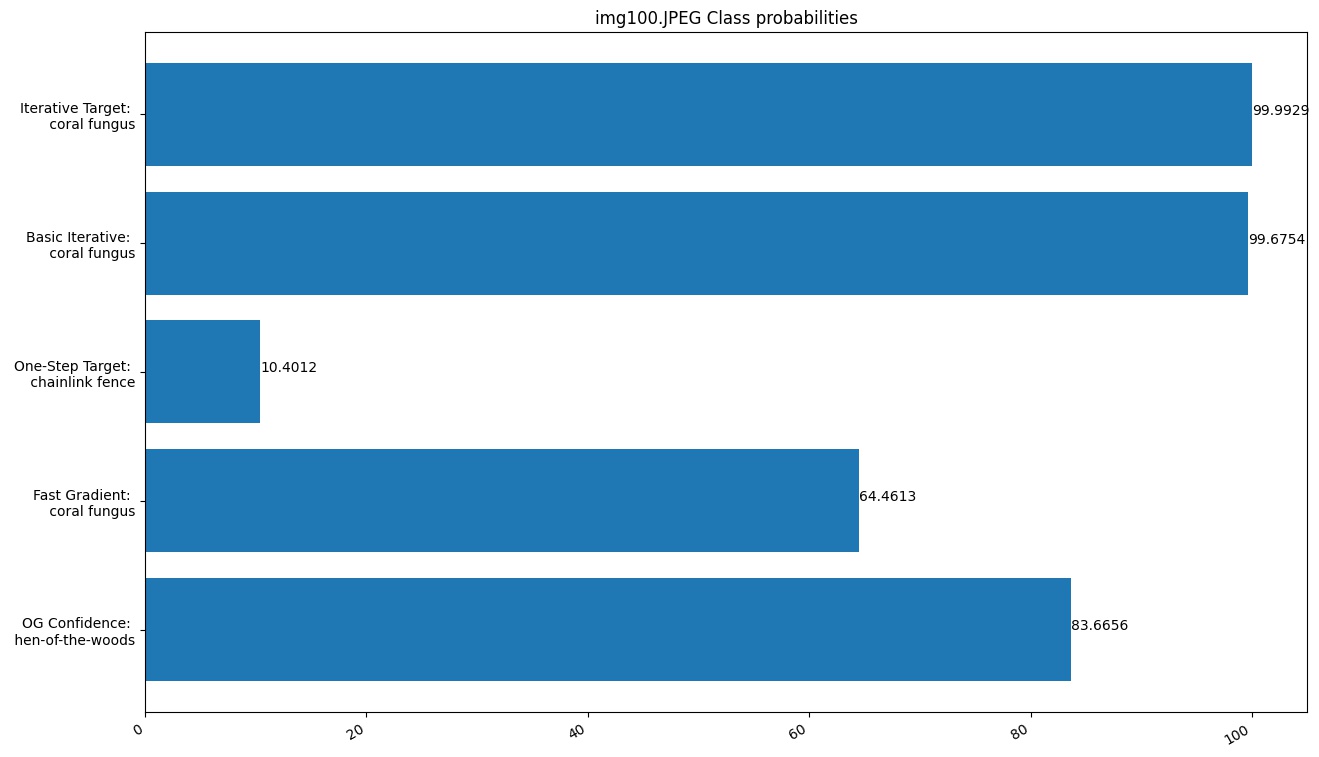 img100.JPEG Class probabilities
Iterative Target:
coral fungus
99.9929
Basic Iterative:
coral fungus
99.6754
One-Step Target:
chainlink fence
10.4012
Fast Gradient:
coral fungus
64.4613
OG Confidence:
hen-of-the-woods
83.6656
0 20 40 60 80 100